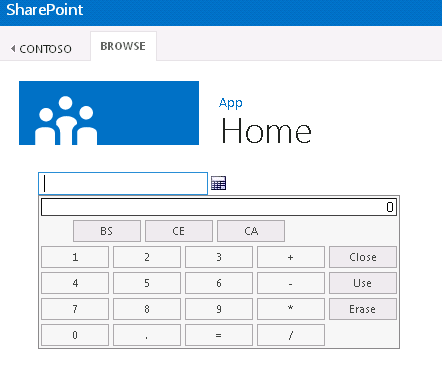 SharePoint
CONTOSO BROWSE
App
Home
0
BS CE CA
1 2 3 + Close
4 5 6 - Use
7 8 9 * Erase
0 . = /